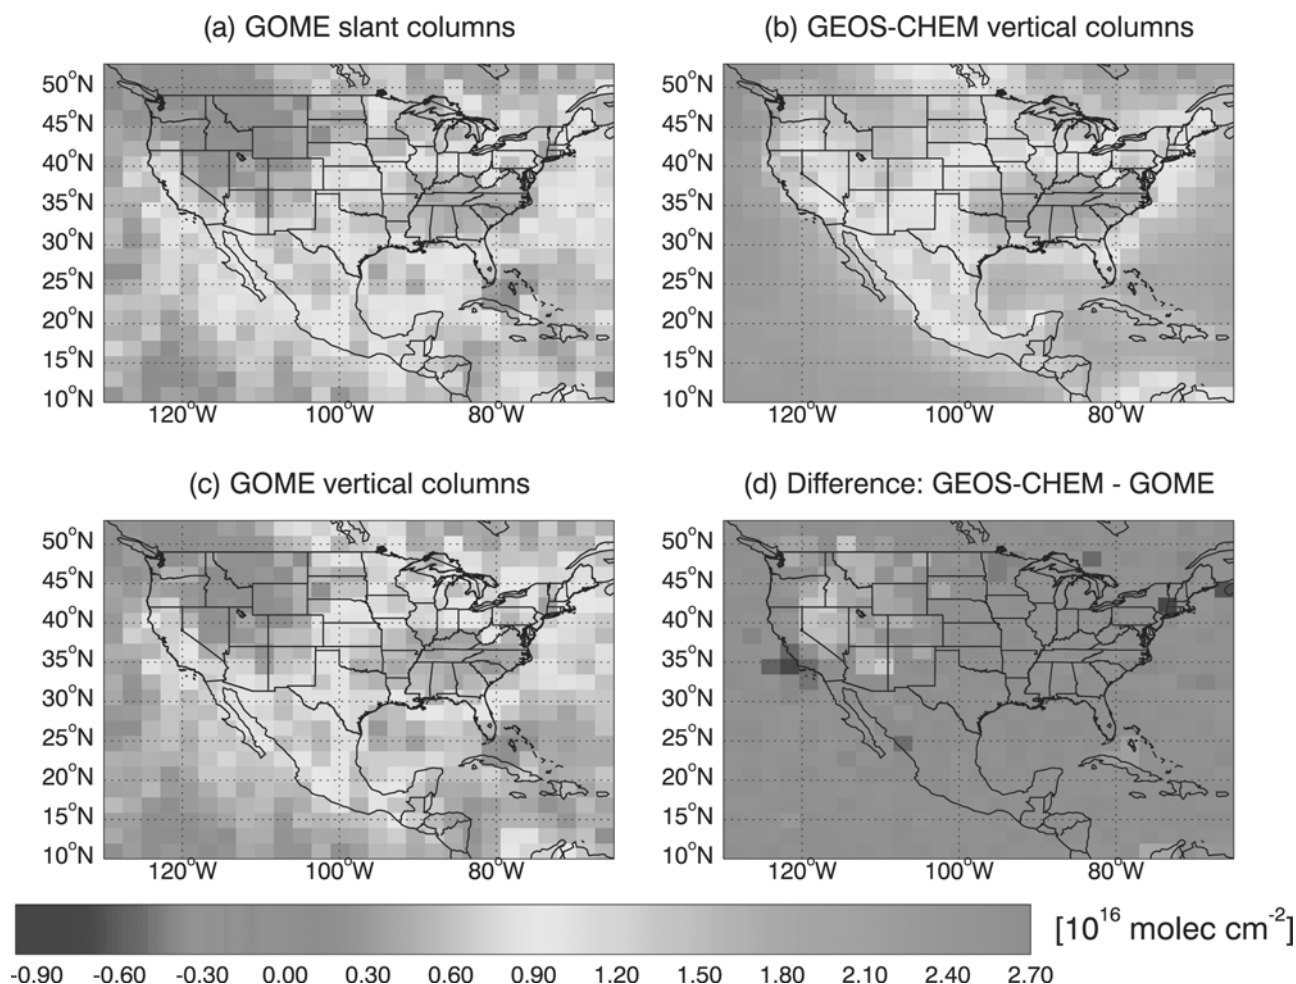 (a) GOME slant columns
(b) GEOS-CHEM vertical columns
50°N
45°N
40°N
35°N
30°N
25°N
20°N
15°N
10°N
120°W
100°W
80°W
50°N
45°N
40°N
35°N
30°N
25°N
20°N
15°N
10°N
120°W
100°W
80°W
(c) GOME vertical columns
(d) Difference: GEOS-CHEM - GOME
50°N
45°N
40°N
35°N
30°N
25°N
20°N
15°N
10°N
120°W
100°W
80°W
50°N
45°N
40°N
35°N
30°N
25°N
20°N
15°N
10°N
120°W
100°W
80°W
[10¹⁶ molec cm⁻²]
-0.90 -0.60 -0.30 0.00 0.30 0.60 0.90 1.20 1.50 1.80 2.10 2.40 2.70